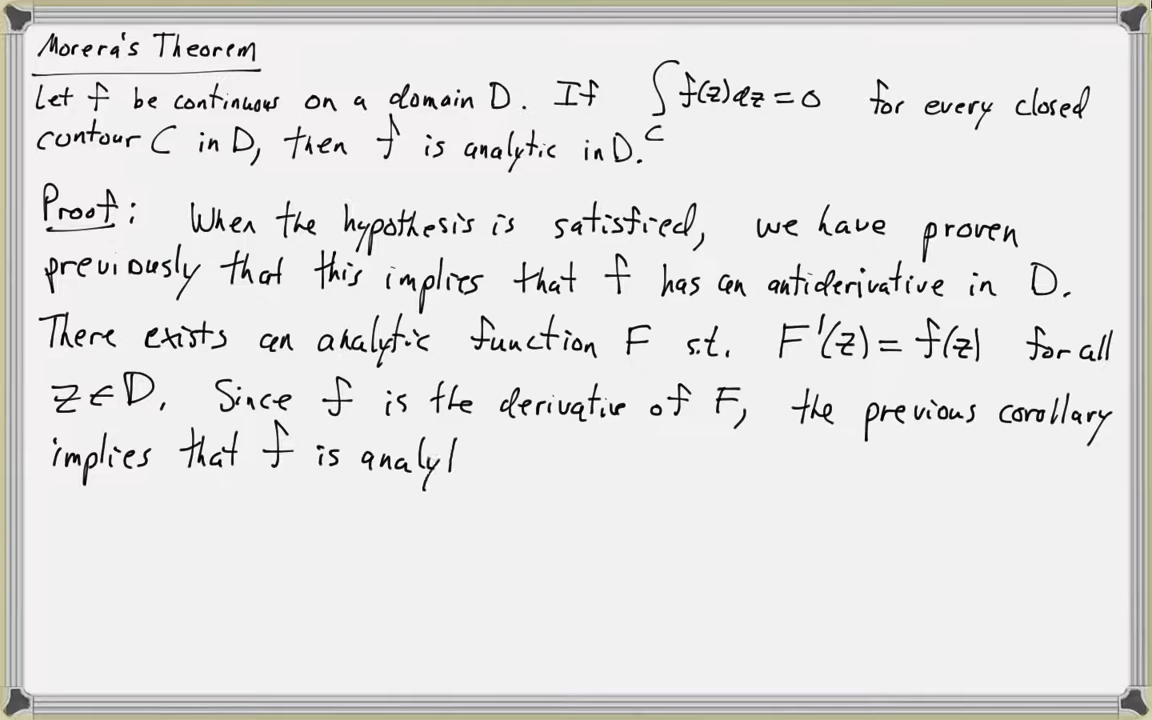 Morera's Theorem
Let f be continuous on a domain D. If ∫_C f(z)dz = 0 for every closed
contour C in D, then f is analytic in D.
Proof: When the hypothesis is satisfied, we have proven
previously that this implies that f has an antiderivative in D.
There exists an analytic function F s.t. F'(z) = f(z) for all
z ∈ D. Since f is the derivative of F, the previous corollary
implies that f is analyl